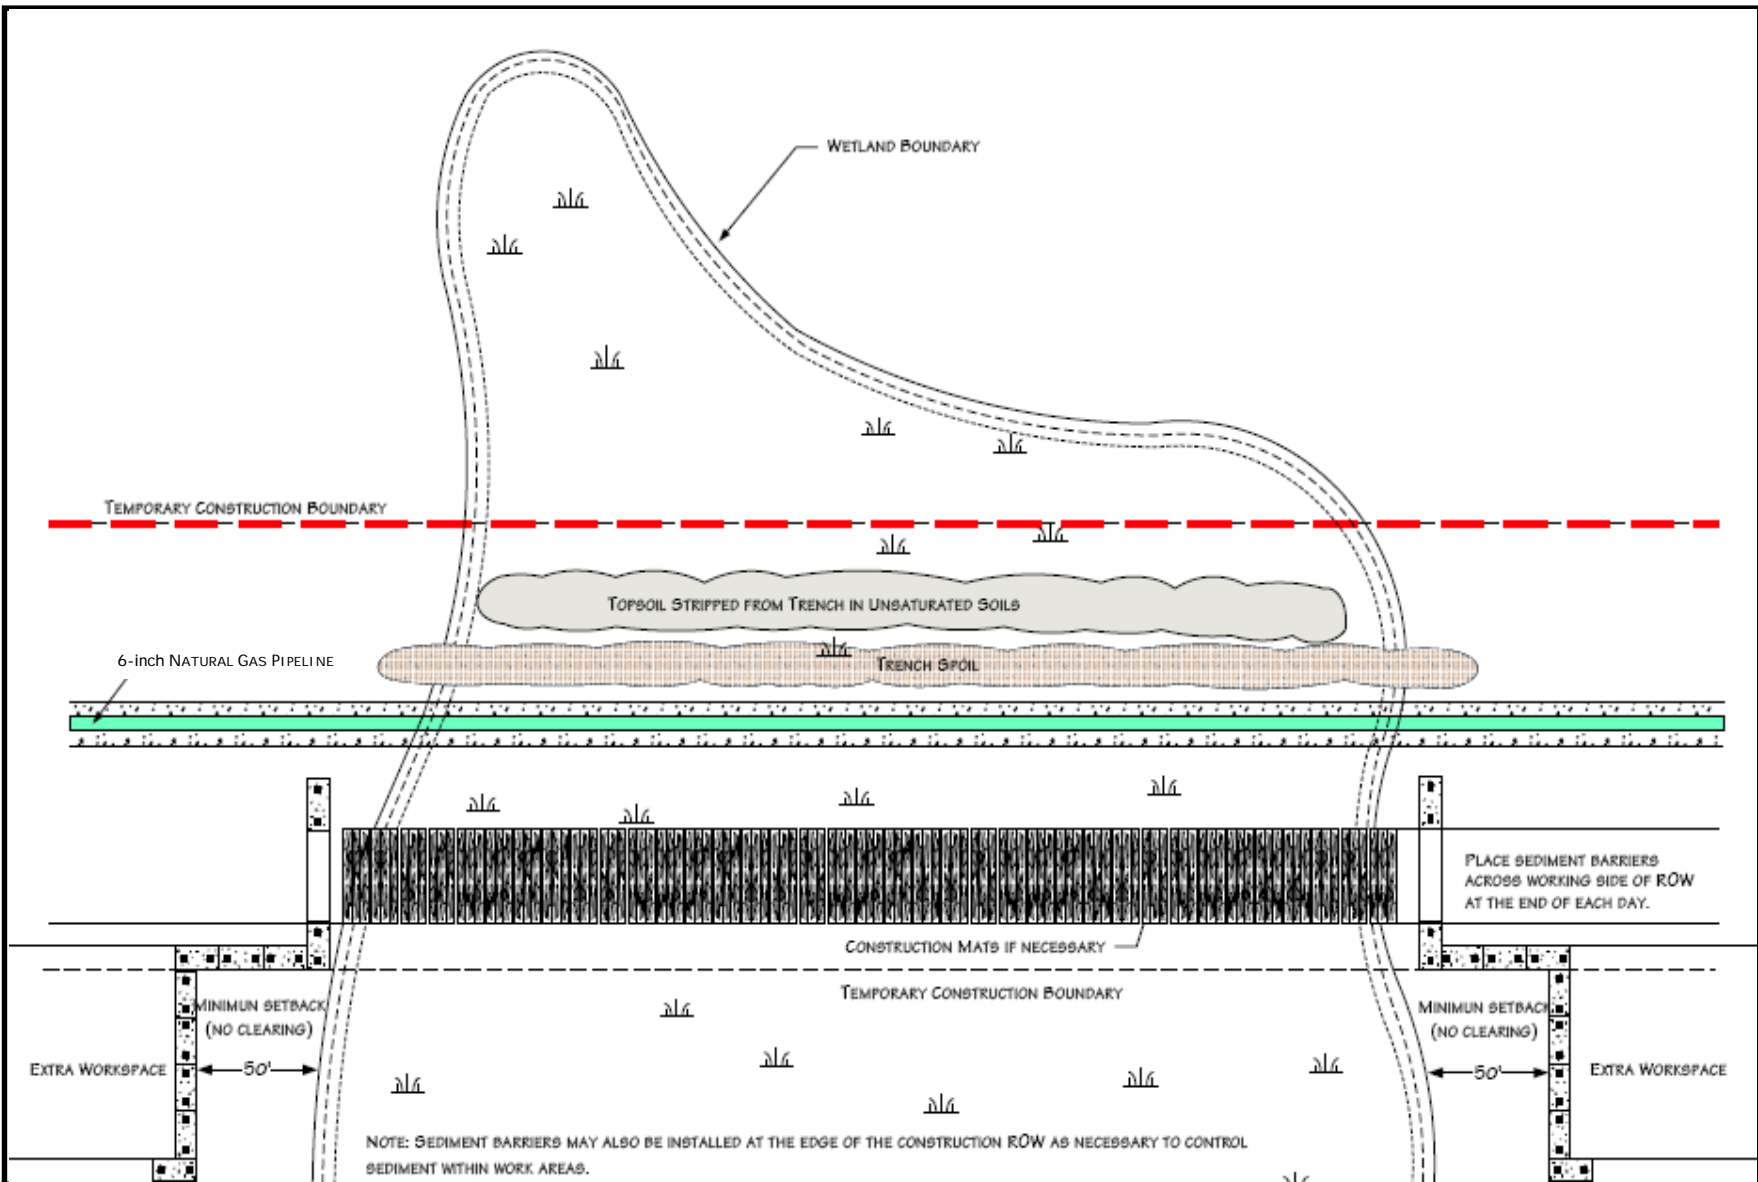 WETLAND BOUNDARY
TEMPORARY CONSTRUCTION BOUNDARY
TOPSOIL STRIPPED FROM TRENCH IN UNSATURATED SOILS
6-inch NATURAL GAS PIPELINE
TRENCH SPOIL
PLACE SEDIMENT BARRIERS
ACROSS WORKING SIDE OF ROW
AT THE END OF EACH DAY.
CONSTRUCTION MATS IF NECESSARY
TEMPORARY CONSTRUCTION BOUNDARY
MINIMUN SETBACK
(NO CLEARING)
MINIMUN SETBACK
(NO CLEARING)
EXTRA WORKSPACE
50'
50'
EXTRA WORKSPACE
NOTE: SEDIMENT BARRIERS MAY ALSO BE INSTALLED AT THE EDGE OF THE CONSTRUCTION ROW AS NECESSARY TO CONTROL
SEDIMENT WITHIN WORK AREAS.